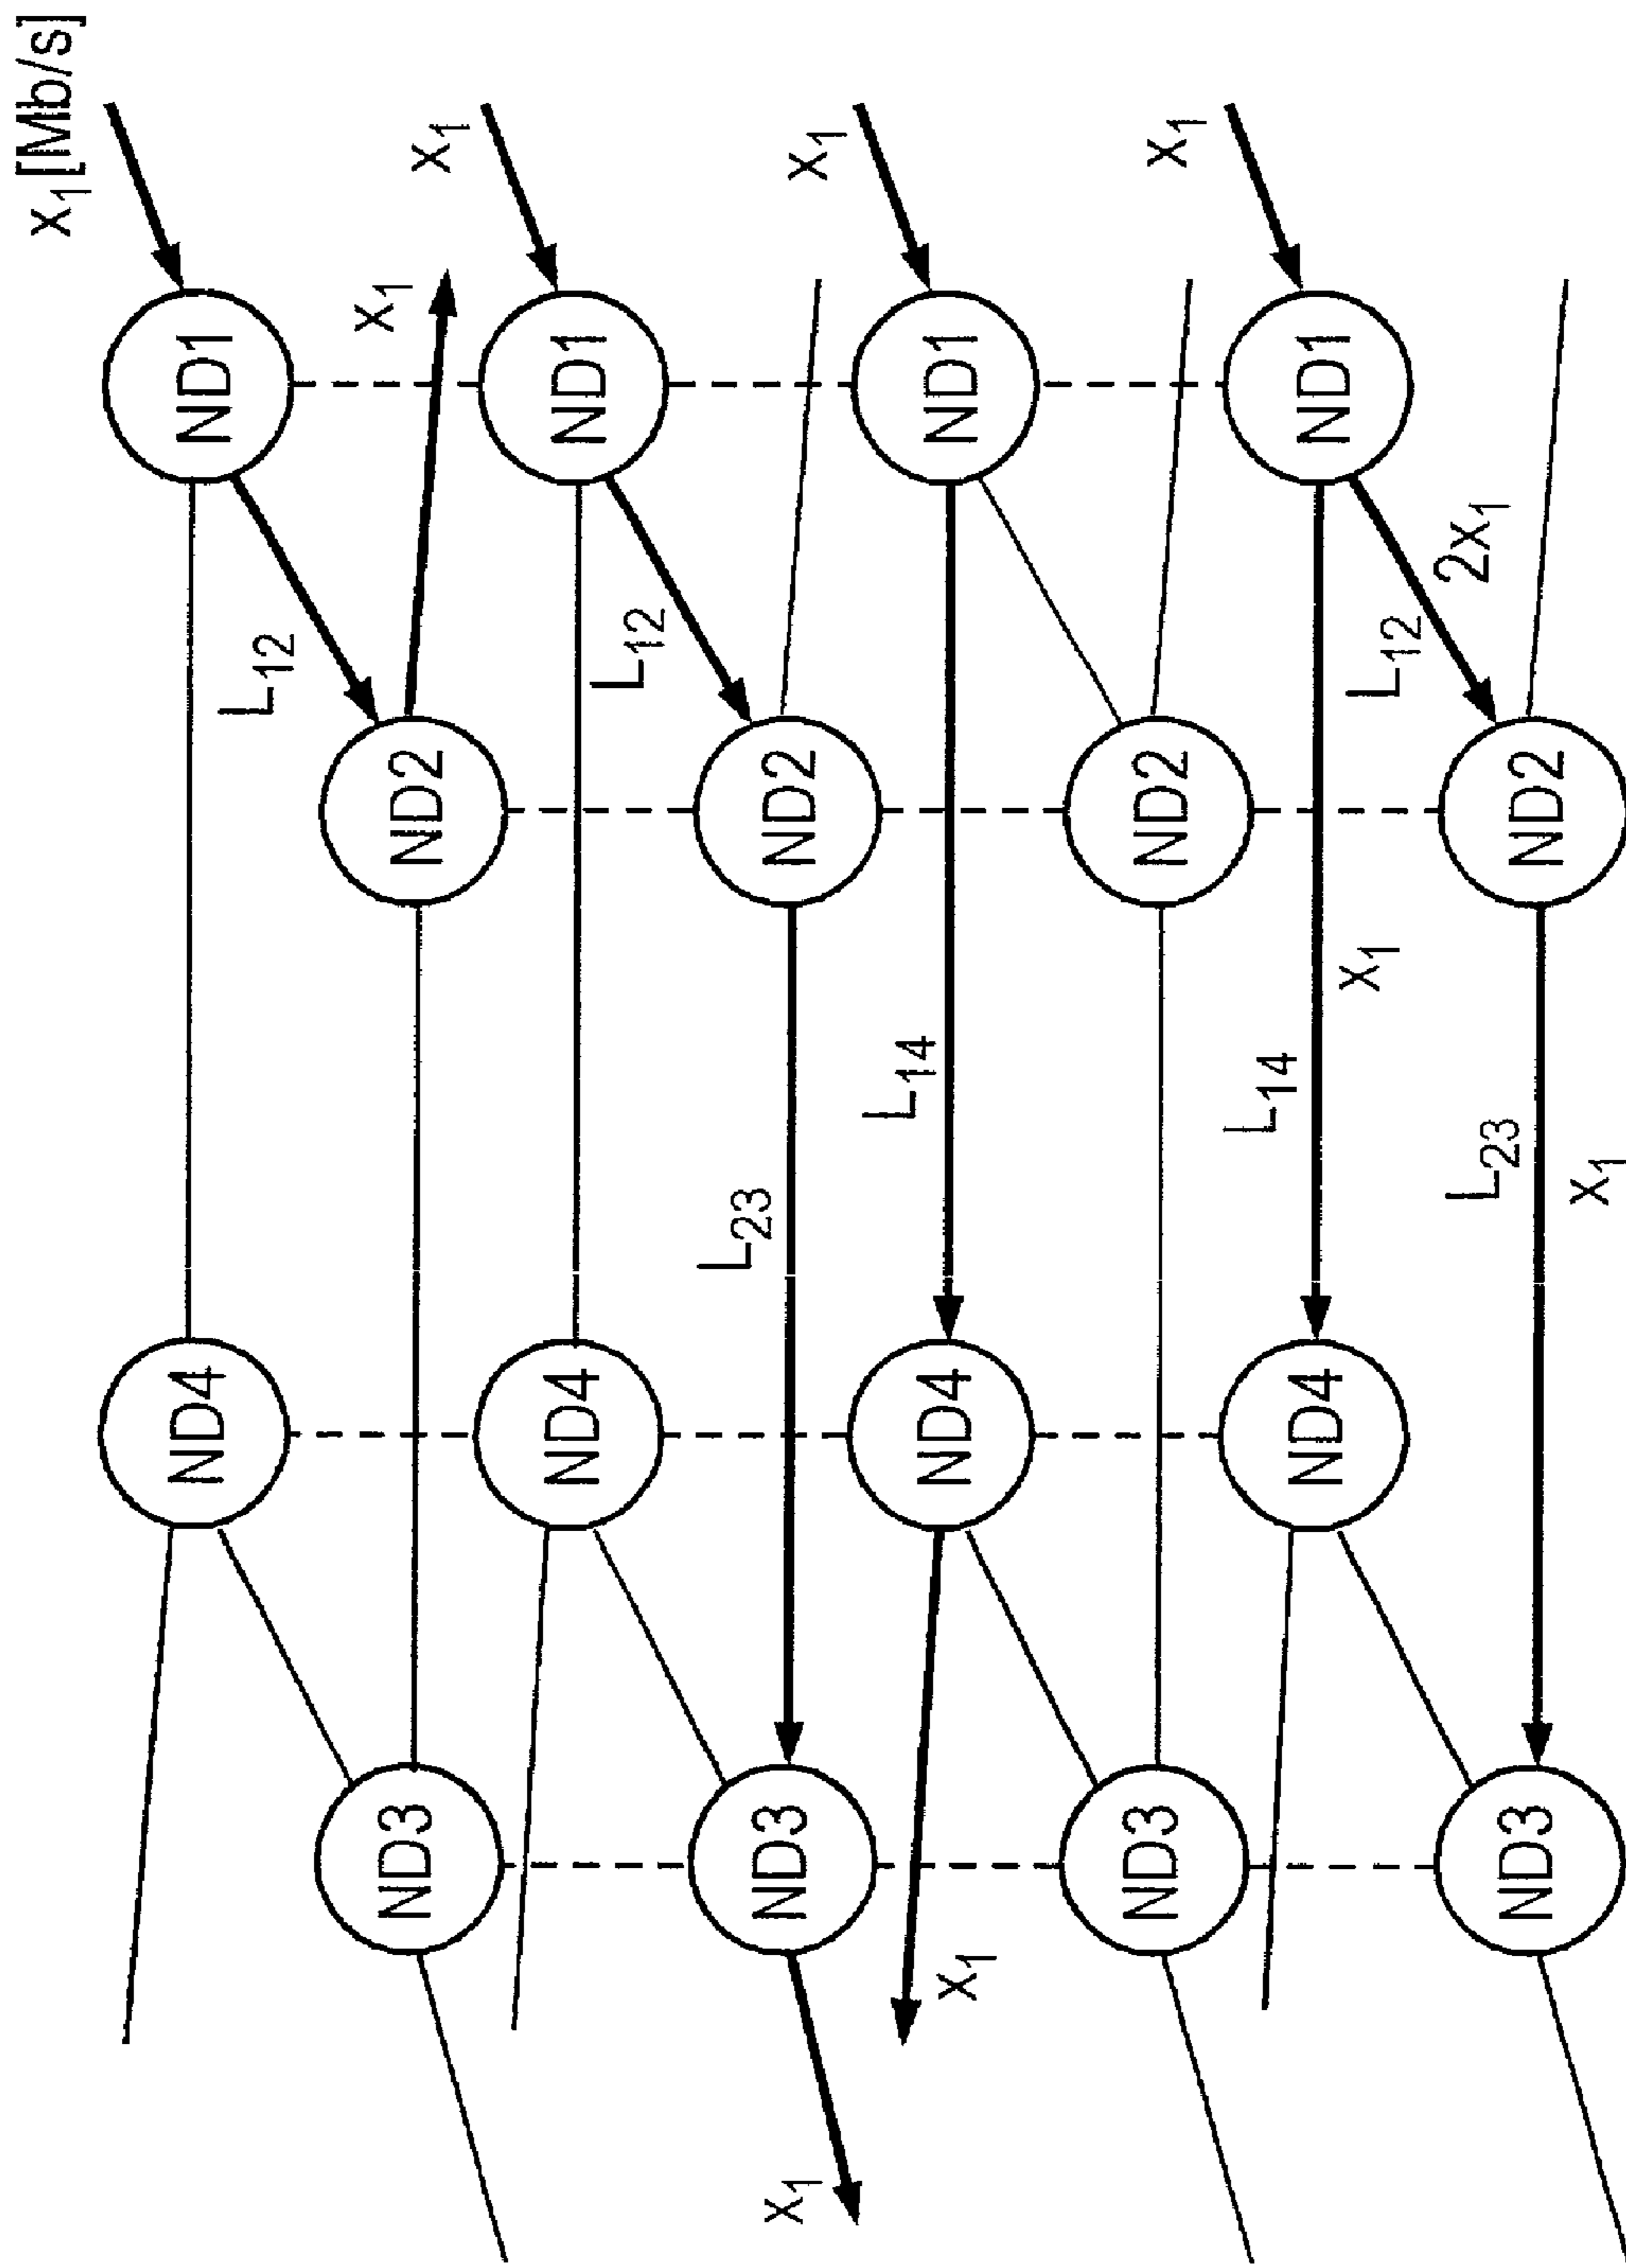 x₁[Mb/s]
ND1
L₁₂
x₁
ND2
ND4
ND3
x₁
ND1
L₁₂
ND2
L₂₃
ND4
ND3
x₁
x₁
ND1
L₁₄
ND2
ND4
x₁
ND3
x₁
ND1
L₁₂
2x₁
L₁₄
x₁
ND2
ND4
L₂₃
x₁
ND3